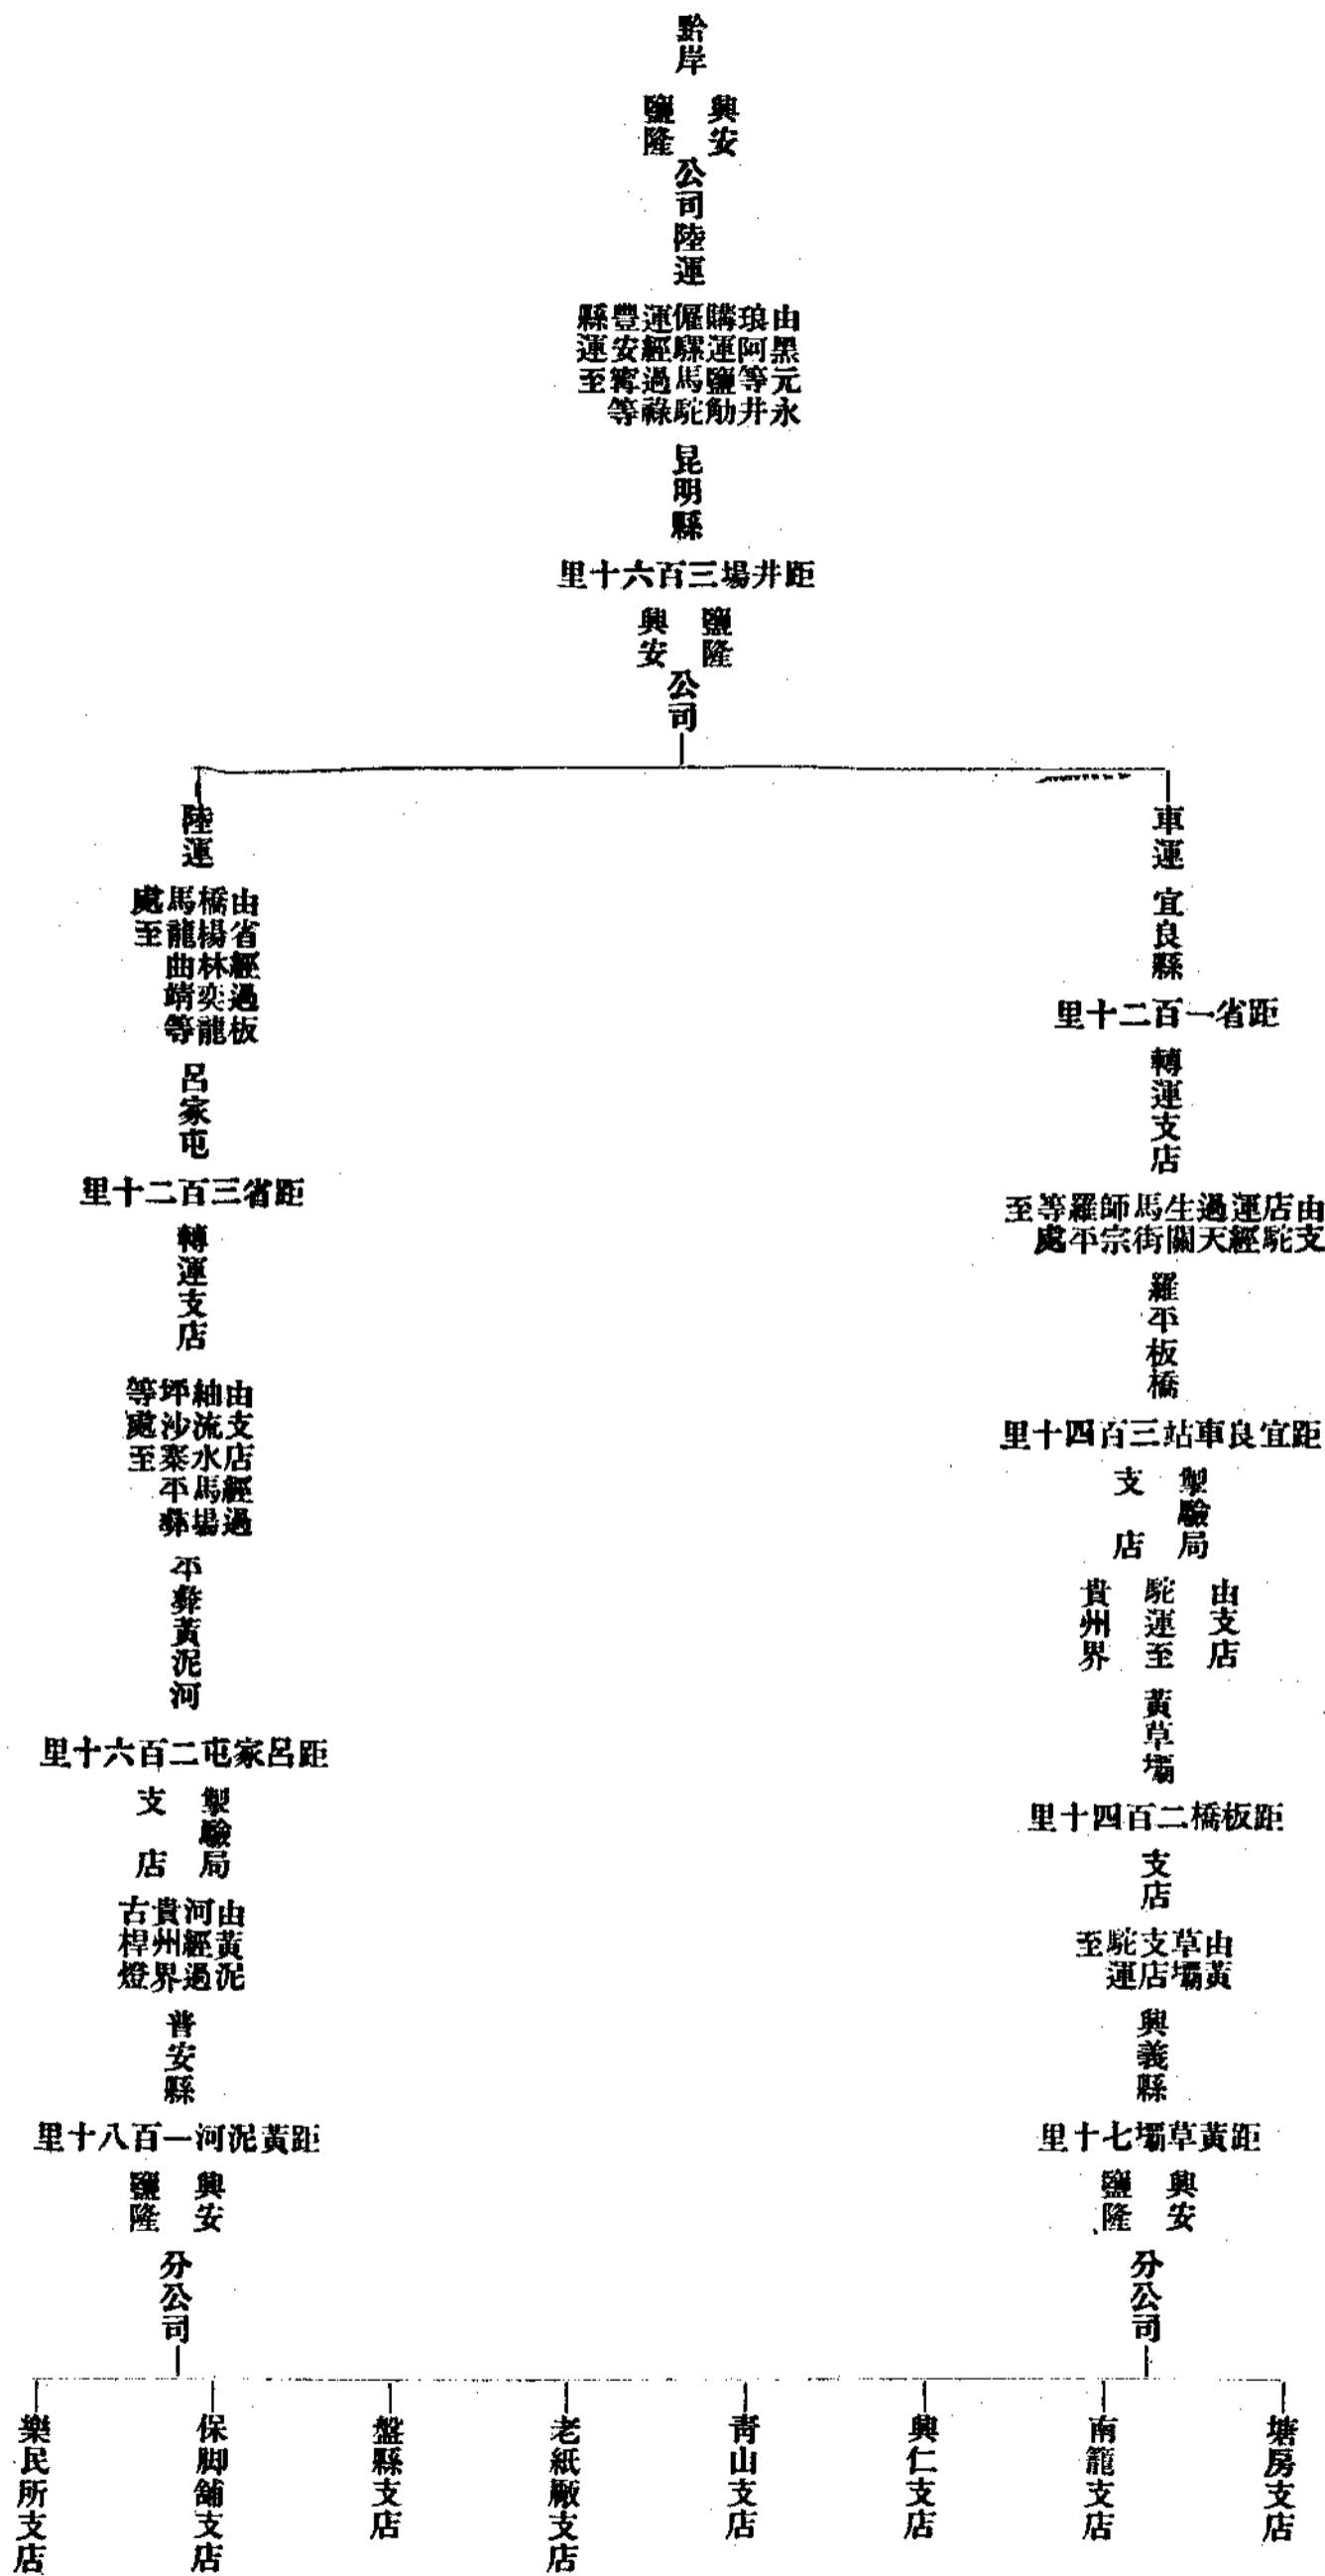 黔岸
興安
鹽隆
公司陸運
由黑元永
琅阿等井
購運鹽觔
僱騾馬駝
運經過祿
豐安寗等
縣運至
昆明縣
距井場三百六十里
鹽隆
興安
公司
車運
宜良縣
距省一百二十里
轉運支店
由支
店駝
運經
過天
生關
馬街
師宗
羅平
等處
至
羅平板橋
距宜良車站三百四十里
掣驗局
支店
由支店
駝運至
貴州界
黃草壩
距板橋二百四十里
支店
由黃
草壩
支店
駝運
至
興義縣
距黃草壩七十里
興安
鹽隆
分公司
陸運
由省經過板
橋楊林奕龍
馬龍曲靖等
處至
呂家屯
距省三百二十里
轉運支店
由支店經過
紬流水馬場
坪沙寨平彝
等處至
平彝黃泥河
距呂家屯二百六十里
掣驗局
支店
由黃泥
河經過
貴州界
古桿燈
普安縣
距黃泥河一百八十里
興安
鹽隆
分公司
塘房支店
南籠支店
興仁支店
青山支店
老紙廠支店
盤縣支店
保脚舖支店
樂民所支店